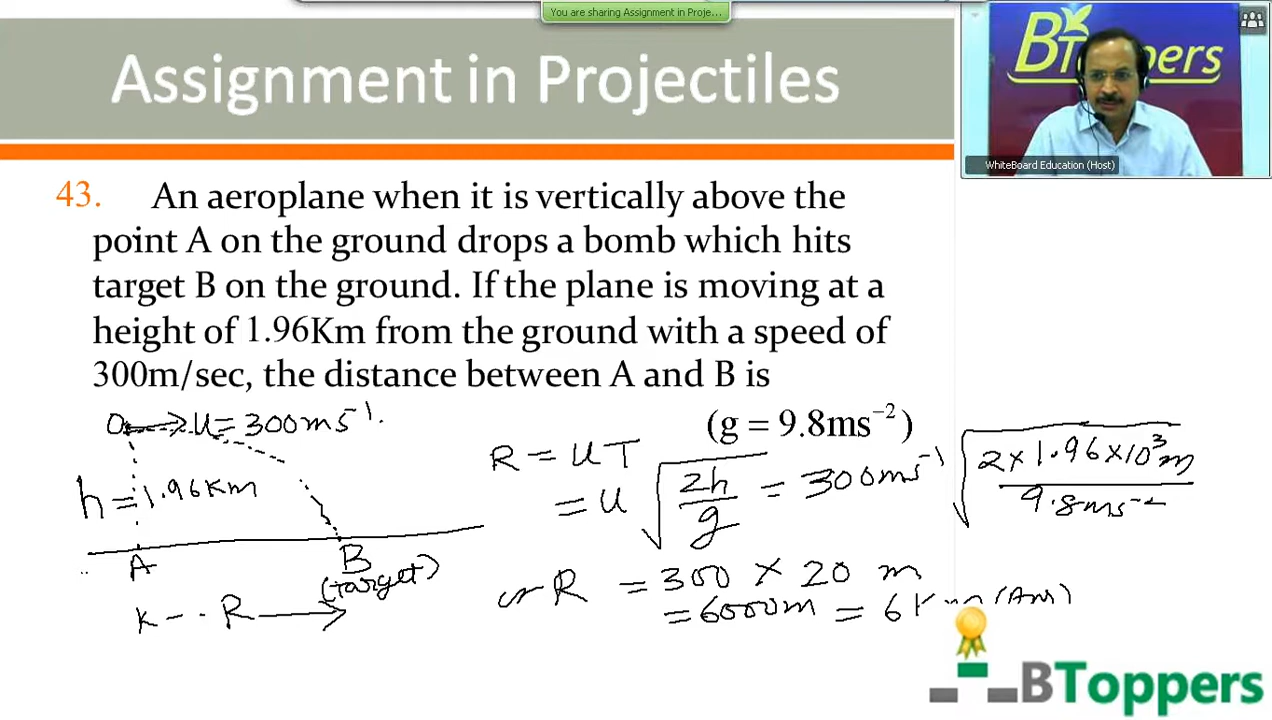 You are sharing Assignment in Proje...
Assignment in Projectiles
BToppers
WhiteBoard Education (Host)
43. An aeroplane when it is vertically above the
point A on the ground drops a bomb which hits
target B on the ground. If the plane is moving at a
height of 1.96Km from the ground with a speed of
300m/sec, the distance between A and B is
(g = 9.8ms⁻²)
O → u = 300ms⁻¹.
h = 1.96Km
A B
(target)
R
R = uT
= u √(2h/g) = 300ms⁻¹ √(2×1.96×10³m/9.8ms⁻²)
or R = 300 × 20 m
= 6000m = 6Km (Ans)
BToppers